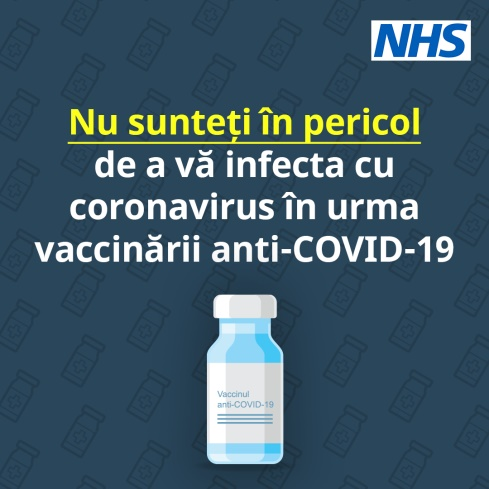 NHS
Nu sunteți în pericol
de a vă infecta cu
coronavirus în urma
vaccinării anti-COVID-19
Vaccinul
anti-COVID-19